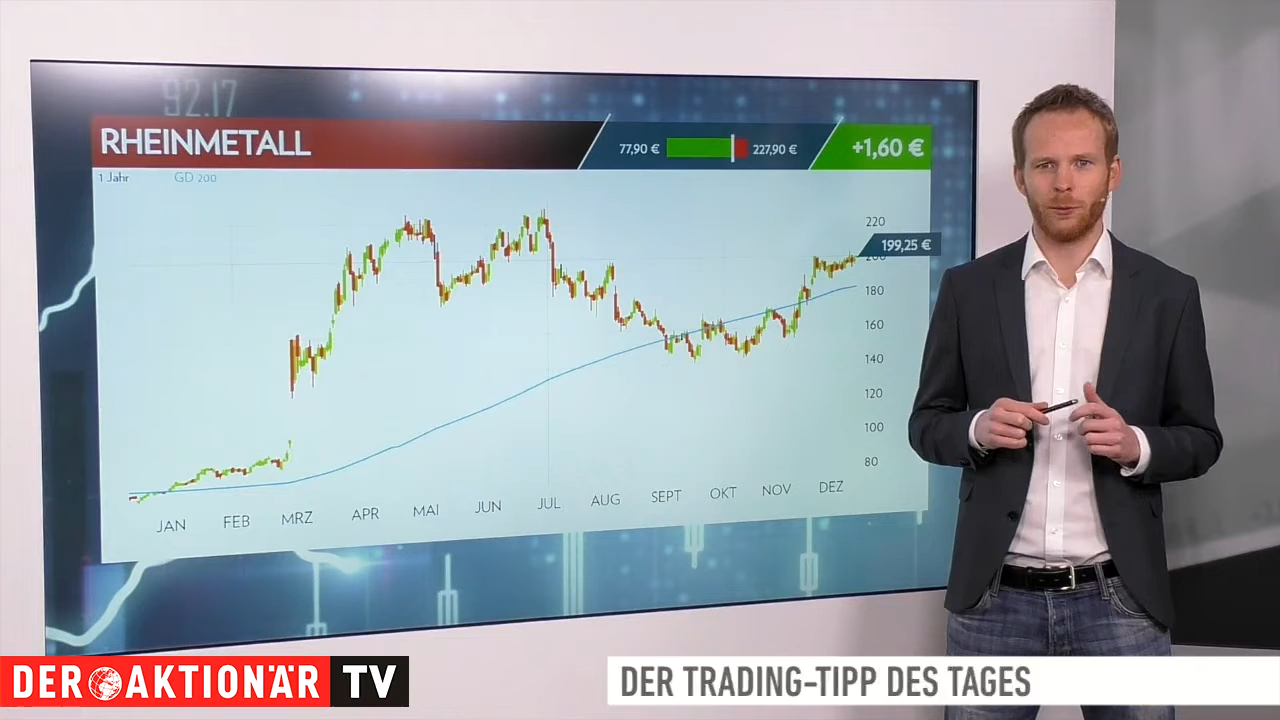 92.17
RHEINMETALL
77,90 €
227,90 €
+1,60 €
1 Jahr
GD 200
220
199,25 €
200
180
160
140
120
100
80
JAN FEB MRZ APR MAI JUN JUL AUG SEPT OKT NOV DEZ
DER AKTIONÄR TV
DER TRADING-TIPP DES TAGES